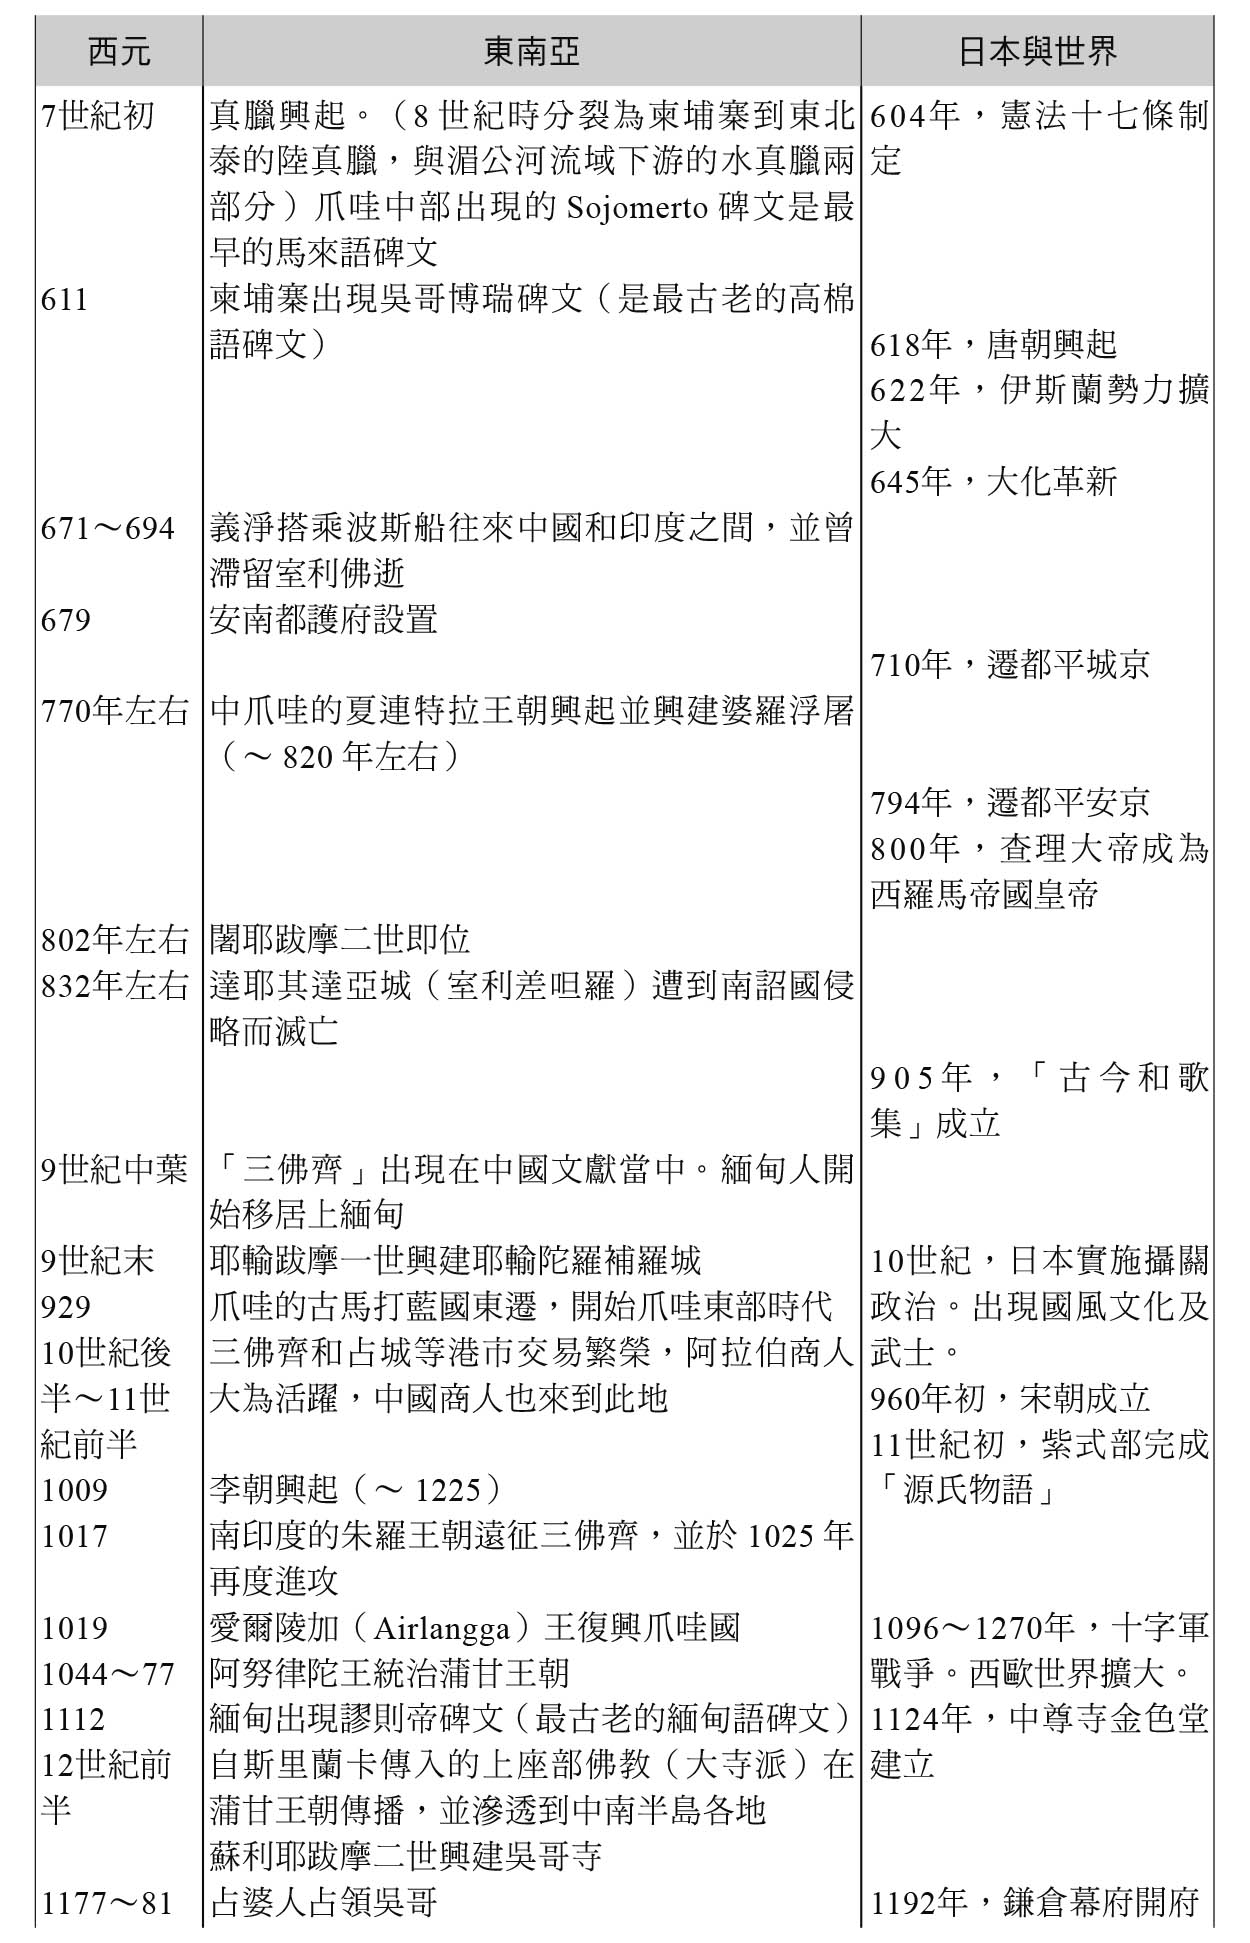 西元
東南亞
日本與世界
7世紀初
真臘興起。（8 世紀時分裂為柬埔寨到東北
泰的陸真臘，與湄公河流域下游的水真臘兩
部分）爪哇中部出現的 Sojomerto 碑文是最
早的馬來語碑文
604年，憲法十七條制
定
611
柬埔寨出現吳哥博瑞碑文（是最古老的高棉
語碑文）
618年，唐朝興起
622年，伊斯蘭勢力擴
大
645年，大化革新
671～694
義淨搭乘波斯船往來中國和印度之間，並曾
滯留室利佛逝
679
安南都護府設置
710年，遷都平城京
770年左右
中爪哇的夏連特拉王朝興起並興建婆羅浮屠
（～ 820 年左右）
794年，遷都平安京
800年，查理大帝成為
西羅馬帝國皇帝
802年左右
闍耶跋摩二世即位
832年左右
達耶其達亞城（室利差呾羅）遭到南詔國侵
略而滅亡
905年，「古今和歌
集」成立
9世紀中葉
「三佛齊」出現在中國文獻當中。緬甸人開
始移居上緬甸
9世紀末
耶輸跋摩一世興建耶輸陀羅補羅城
10世紀，日本實施攝關
政治。出現國風文化及
武士。
929
爪哇的古馬打藍國東遷，開始爪哇東部時代
10世紀後
半～11世
紀前半
三佛齊和占城等港市交易繁榮，阿拉伯商人
大為活躍，中國商人也來到此地
960年初，宋朝成立
11世紀初，紫式部完成
「源氏物語」
1009
李朝興起（～ 1225）
1017
南印度的朱羅王朝遠征三佛齊，並於 1025 年
再度進攻
1019
愛爾陵加（Airlangga）王復興爪哇國
1096～1270年，十字軍
戰爭。西歐世界擴大。
1044～77
阿努律陀王統治蒲甘王朝
1112
緬甸出現謬則帝碑文（最古老的緬甸語碑文）
1124年，中尊寺金色堂
建立
12世紀前
半
自斯里蘭卡傳入的上座部佛教（大寺派）在
蒲甘王朝傳播，並滲透到中南半島各地
蘇利耶跋摩二世興建吳哥寺
1177～81
占婆人占領吳哥
1192年，鎌倉幕府開府